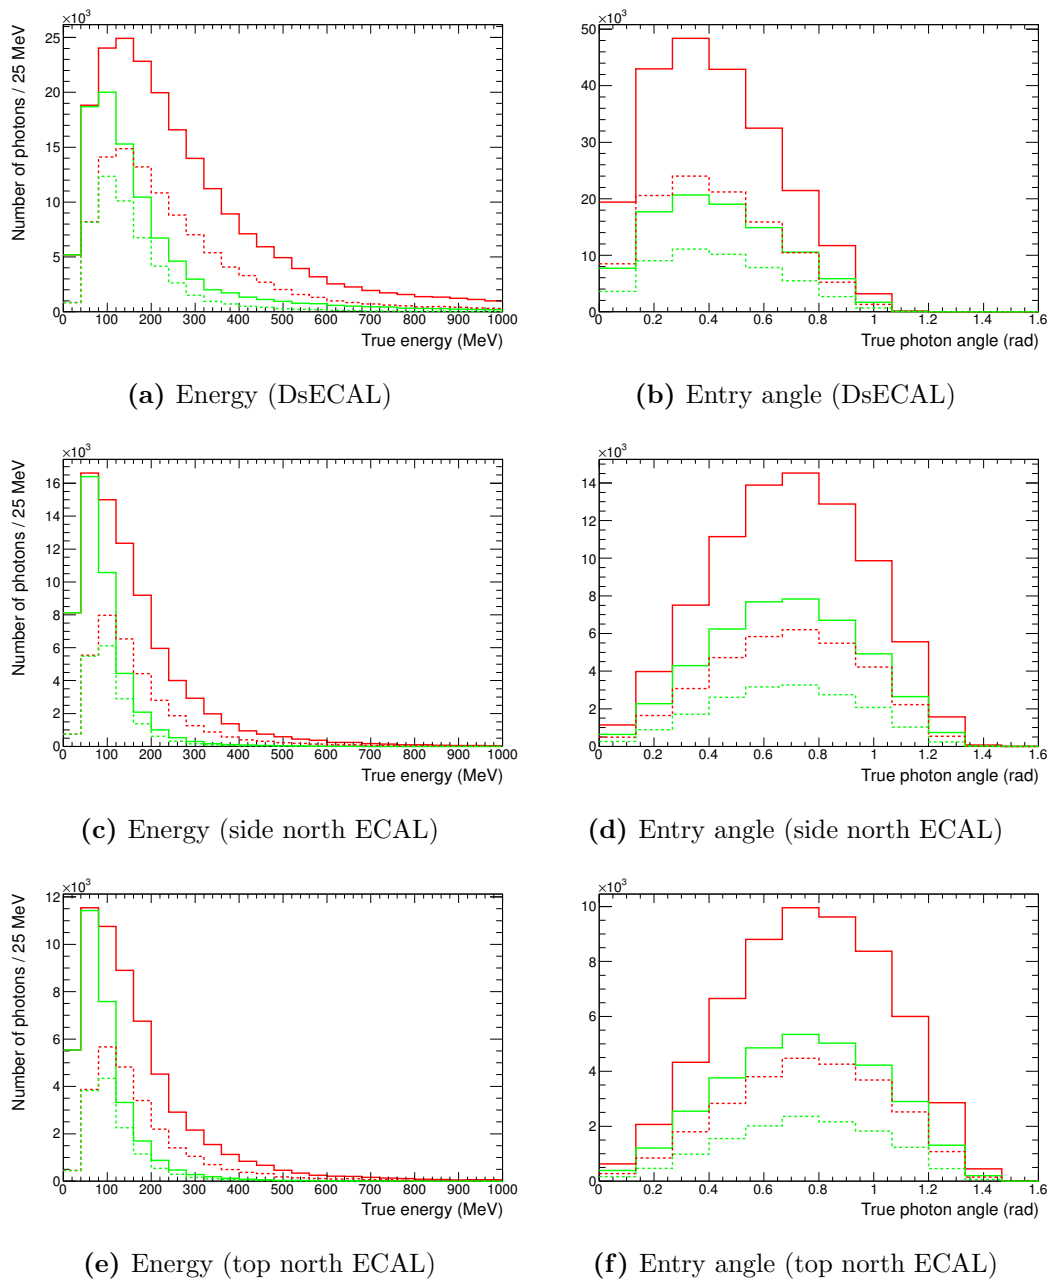 ×10³
Number of photons / 25 MeV
25
20
15
10
5
0
0 100 200 300 400 500 600 700 800 900 1000
True energy (MeV)
(a) Energy (DsECAL)
×10³
50
40
30
20
10
0
0 0.2 0.4 0.6 0.8 1 1.2 1.4 1.6
True photon angle (rad)
(b) Entry angle (DsECAL)
×10³
Number of photons / 25 MeV
16
14
12
10
8
6
4
2
0
0 100 200 300 400 500 600 700 800 900 1000
True energy (MeV)
(c) Energy (side north ECAL)
×10³
14
12
10
8
6
4
2
0
0 0.2 0.4 0.6 0.8 1 1.2 1.4 1.6
True photon angle (rad)
(d) Entry angle (side north ECAL)
×10³
Number of photons / 25 MeV
12
10
8
6
4
2
0
0 100 200 300 400 500 600 700 800 900 1000
True energy (MeV)
(e) Energy (top north ECAL)
×10³
10
8
6
4
2
0
0 0.2 0.4 0.6 0.8 1 1.2 1.4 1.6
True photon angle (rad)
(f) Entry angle (top north ECAL)